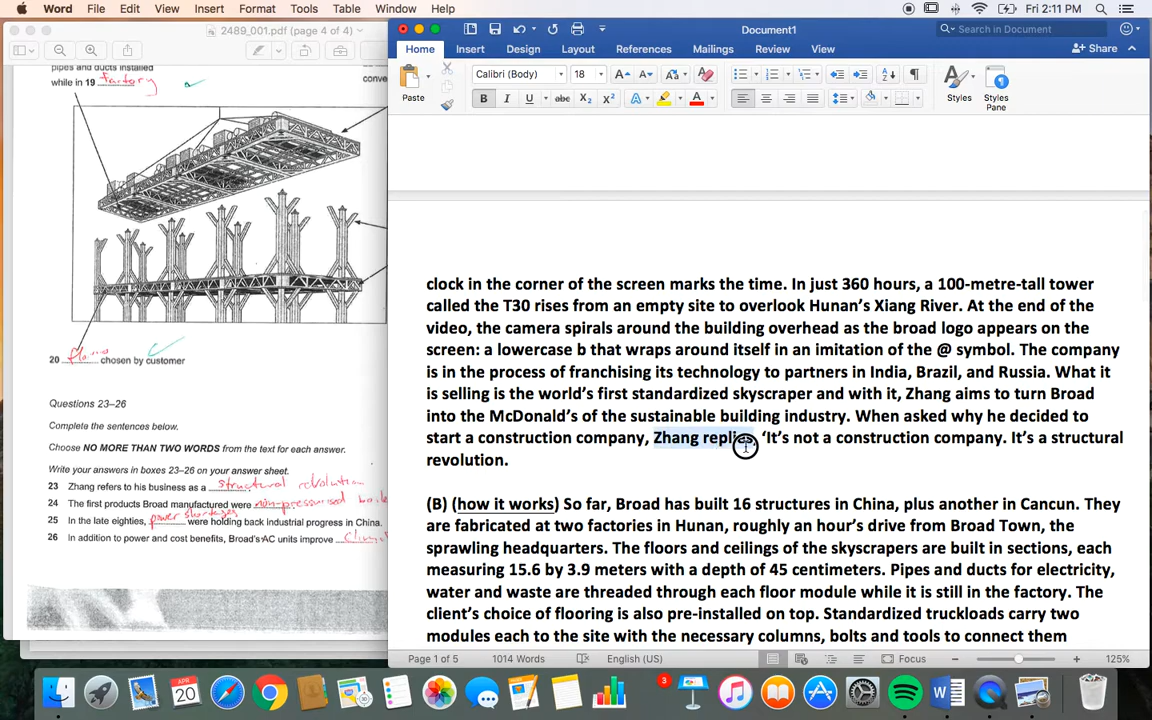 Word File Edit View Insert Format Tools Table Window Help Fri 2:11 PM
2489_001.pdf (page 4 of 4)
Document1
Search in Document
Home Insert Design Layout References Mailings Review View Share
Paste
Calibri (Body) 18
B I U abc X2 X2 A A
Styles
Styles Pane
pipes and ducts installed
while in 19 factory
conve
20 chosen by customer
Questions 23–26
Complete the sentences below.
Choose NO MORE THAN TWO WORDS from the text for each answer.
Write your answers in boxes 23–26 on your answer sheet.
23 Zhang refers to his business as a structural revolution
24 The first products Broad manufactured were non-pressurised
25 In the late eighties, power shortages were holding back industrial progress in China.
26 In addition to power and cost benefits, Broad's AC units improve
clock in the corner of the screen marks the time. In just 360 hours, a 100-metre-tall tower
called the T30 rises from an empty site to overlook Hunan’s Xiang River. At the end of the
video, the camera spirals around the building overhead as the broad logo appears on the
screen: a lowercase b that wraps around itself in an imitation of the @ symbol. The company
is in the process of franchising its technology to partners in India, Brazil, and Russia. What it
is selling is the world’s first standardized skyscraper and with it, Zhang aims to turn Broad
into the McDonald’s of the sustainable building industry. When asked why he decided to
start a construction company, Zhang replies, ‘It’s not a construction company. It’s a structural
revolution.
(B) (how it works) So far, Broad has built 16 structures in China, plus another in Cancun. They
are fabricated at two factories in Hunan, roughly an hour’s drive from Broad Town, the
sprawling headquarters. The floors and ceilings of the skyscrapers are built in sections, each
measuring 15.6 by 3.9 meters with a depth of 45 centimeters. Pipes and ducts for electricity,
water and waste are threaded through each floor module while it is still in the factory. The
client’s choice of flooring is also pre-installed on top. Standardized truckloads carry two
modules each to the site with the necessary columns, bolts and tools to connect them
Page 1 of 5 1014 Words English (US) Focus 125%
APR 20
3